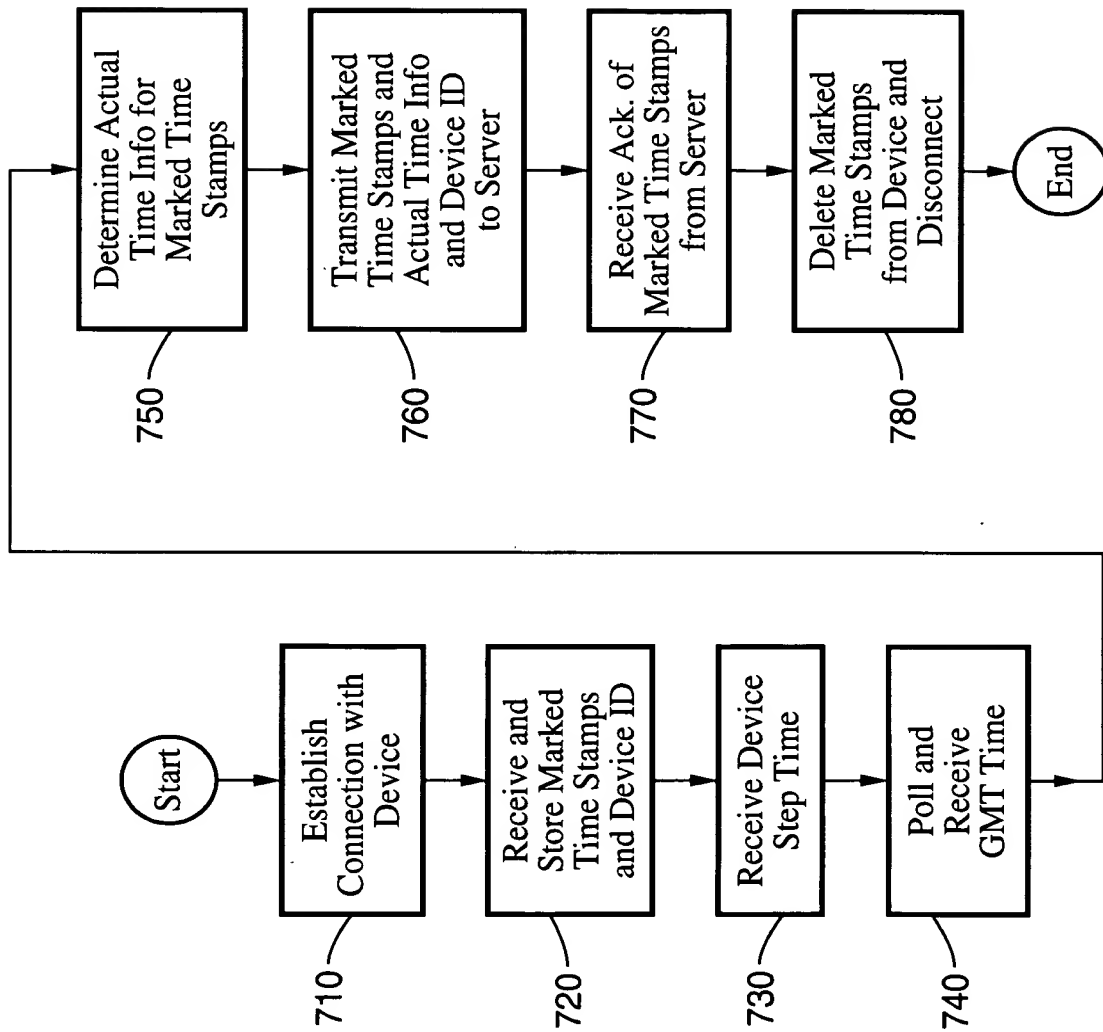 Start
Establish
Connection with
Device
710
Receive and
Store Marked
Time Stamps
and Device ID
720
Receive Device
Step Time
730
Poll and
Receive
GMT Time
740
Determine Actual
Time Info for
Marked Time
Stamps
750
Transmit Marked
Time Stamps and
Actual Time Info
and Device ID
to Server
760
Receive Ack. of
Marked Time Stamps
from Server
770
Delete Marked
Time Stamps
from Device and
Disconnect
780
End